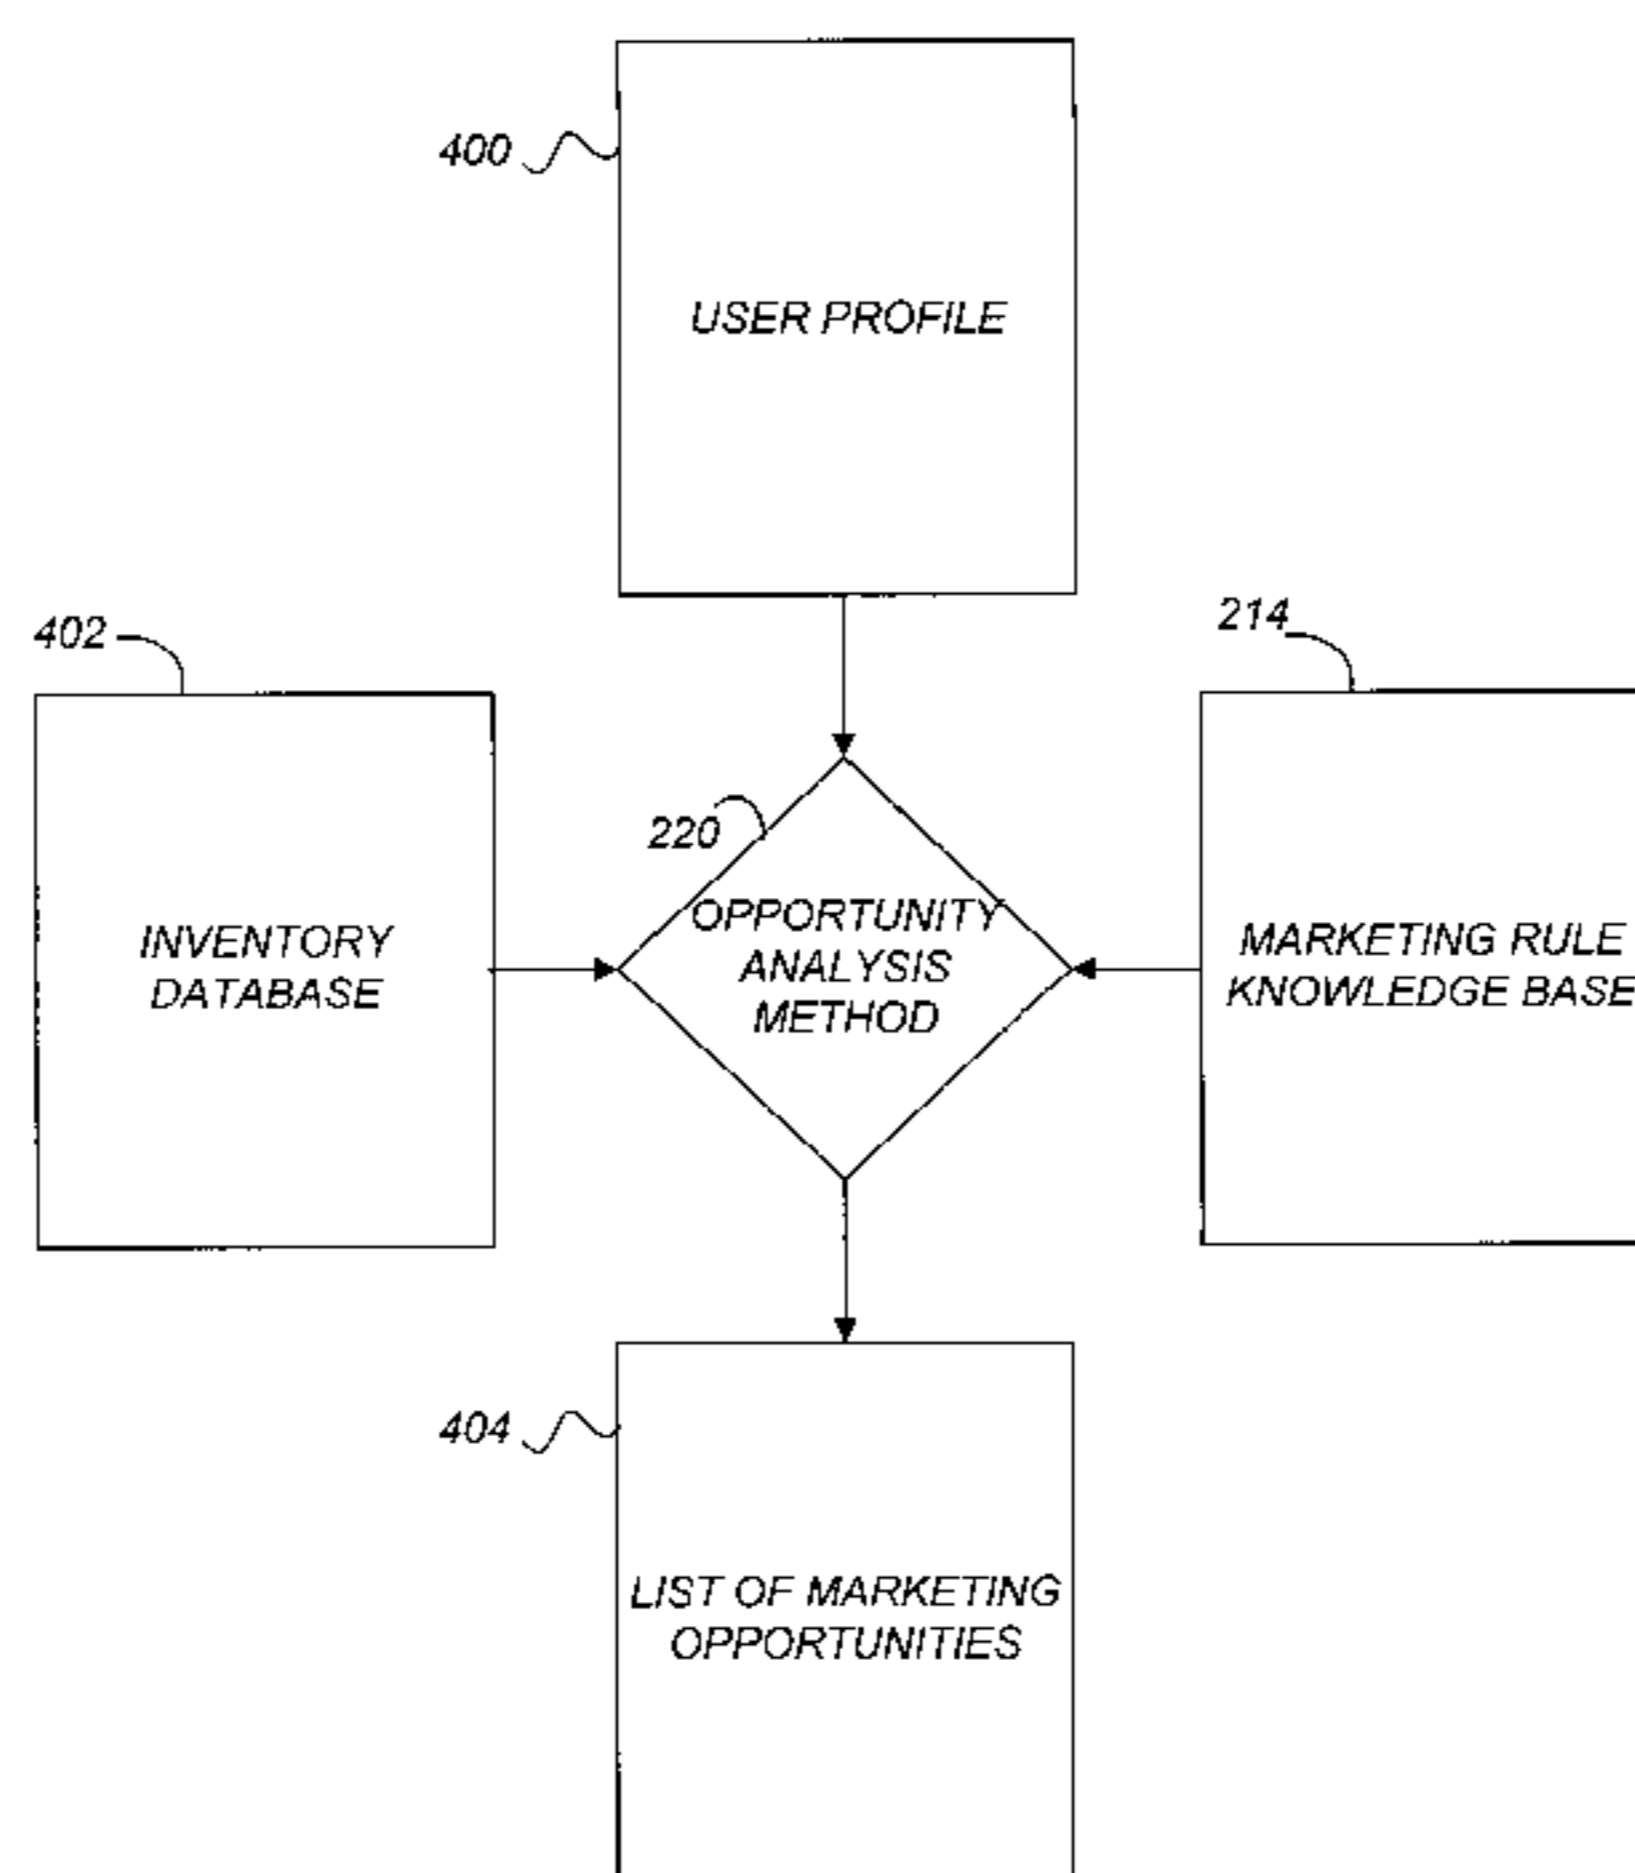 400
USER PROFILE
402
214
220
INVENTORY
DATABASE
OPPORTUNITY
ANALYSIS
METHOD
MARKETING RULE
KNOWLEDGE BASE
404
LIST OF MARKETING
OPPORTUNITIES